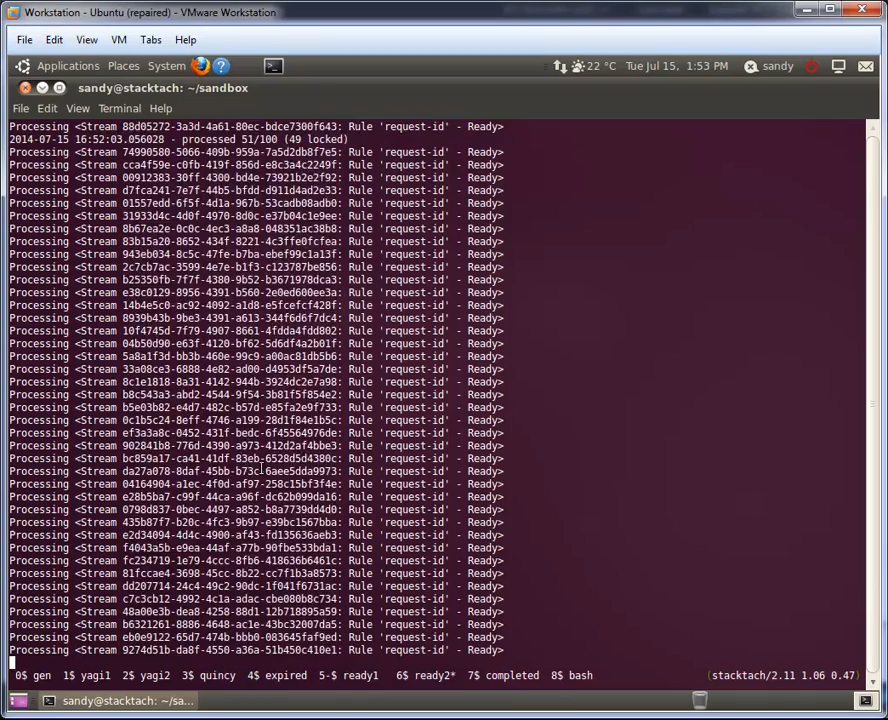 Workstation - Ubuntu (repaired) - VMware Workstation
File Edit View VM Tabs Help
Applications Places System 22 °C Tue Jul 15, 1:53 PM sandy
sandy@stacktach: ~/sandbox
File Edit View Terminal Help
Processing <Stream 88d05272-3a3d-4a61-80ec-bdce7300f643: Rule 'request-id' - Ready>
2014-07-15 16:52:03.056028 - processed 51/100 (49 locked)
Processing <Stream 74990580-5066-409b-959a-7a5d2db8f7e5: Rule 'request-id' - Ready>
Processing <Stream cca4f59e-c0fb-419f-856d-e8c3a4c2249f: Rule 'request-id' - Ready>
Processing <Stream 00912383-30ff-4300-bd4e-73921b2e2f92: Rule 'request-id' - Ready>
Processing <Stream d7fca241-7e7f-44b5-bfdd-d911d4ad2e33: Rule 'request-id' - Ready>
Processing <Stream 01557edd-6f5f-4d1a-967b-53cadb08adb0: Rule 'request-id' - Ready>
Processing <Stream 31933d4c-4d0f-4970-8d0c-e37b04c1e9ee: Rule 'request-id' - Ready>
Processing <Stream 8b67ea2e-0c0c-4ec3-a8a8-048351ac38b8: Rule 'request-id' - Ready>
Processing <Stream 83b15a20-8652-434f-8221-4c3ffe0fcfea: Rule 'request-id' - Ready>
Processing <Stream 943eb034-8c5c-47fe-b7ba-ebef99c1a13f: Rule 'request-id' - Ready>
Processing <Stream 2c7cb7ac-3599-4e7e-b1f3-c123787be856: Rule 'request-id' - Ready>
Processing <Stream b25350fb-7f7f-4380-9b52-b3671978dca3: Rule 'request-id' - Ready>
Processing <Stream e38c0129-8956-4391-b560-2e0ed600ee3a: Rule 'request-id' - Ready>
Processing <Stream 14b4e5c0-ac92-4092-a1d8-e5fcefcf428f: Rule 'request-id' - Ready>
Processing <Stream 8939b43b-9be3-4391-a613-344f6d6f7dc4: Rule 'request-id' - Ready>
Processing <Stream 10f4745d-7f79-4907-8661-4fdda4fdd802: Rule 'request-id' - Ready>
Processing <Stream 04b50d90-e63f-4120-bf62-5d6df4a2b01f: Rule 'request-id' - Ready>
Processing <Stream 5a8a1f3d-bb3b-460e-99c9-a00ac81db5b6: Rule 'request-id' - Ready>
Processing <Stream 33a08ce3-6888-4e82-ad00-d4953df5a7de: Rule 'request-id' - Ready>
Processing <Stream 8c1e1818-8a31-4142-944b-3924dc2e7a98: Rule 'request-id' - Ready>
Processing <Stream b8c543a3-abd2-4544-9f54-3b81f5f854e2: Rule 'request-id' - Ready>
Processing <Stream b5e03b82-e4d7-482c-b57d-e85fa2e9f733: Rule 'request-id' - Ready>
Processing <Stream 0c1b5c24-8eff-4746-a199-28d1f84e1b5c: Rule 'request-id' - Ready>
Processing <Stream ef3a3a8c-0452-431f-bedc-6f45564976de: Rule 'request-id' - Ready>
Processing <Stream 902841b8-776d-4390-a973-412d2af4bbe3: Rule 'request-id' - Ready>
Processing <Stream bc859a17-ca41-41df-83eb-6528d5d4380c: Rule 'request-id' - Ready>
Processing <Stream da27a078-8daf-45bb-b73c-6aee5dda9973: Rule 'request-id' - Ready>
Processing <Stream 04164904-a1ec-4f0d-af97-258c15bf3f4e: Rule 'request-id' - Ready>
Processing <Stream e28b5ba7-c99f-44ca-a96f-dc62b099da16: Rule 'request-id' - Ready>
Processing <Stream 0798d837-0bec-4497-a852-b8a7739dd4d0: Rule 'request-id' - Ready>
Processing <Stream 435b87f7-b20c-4fc3-9b97-e39bc1567bba: Rule 'request-id' - Ready>
Processing <Stream e2d34094-4d4c-4900-af43-fd135636aeb3: Rule 'request-id' - Ready>
Processing <Stream f4043a5b-e9ea-44af-a77b-90fbe533bda1: Rule 'request-id' - Ready>
Processing <Stream fc234719-1e79-4ccc-8fb6-418636b6461c: Rule 'request-id' - Ready>
Processing <Stream 81fccae4-3698-45cc-8b22-cc7f1b3a8573: Rule 'request-id' - Ready>
Processing <Stream dd207714-24c4-49c2-90dc-1f041f6731ac: Rule 'request-id' - Ready>
Processing <Stream c7c3cb12-4992-4c1a-adac-cbe080b8c734: Rule 'request-id' - Ready>
Processing <Stream 48a00e3b-dea8-4258-88d1-12b718895a59: Rule 'request-id' - Ready>
Processing <Stream b6321261-8886-4648-ac1e-43bc32007da5: Rule 'request-id' - Ready>
Processing <Stream eb0e9122-65d7-474b-bbb0-083645faf9ed: Rule 'request-id' - Ready>
Processing <Stream 9274d51b-da8f-4550-a36a-51b450c410e1: Rule 'request-id' - Ready>
0$ gen 1$ yagi1 2$ yagi2 3$ quincy 4$ expired 5-$ ready1 6$ ready2* 7$ completed 8$ bash (stacktach/2.11 1.06 0.47)
sandy@stacktach: ~/sa...